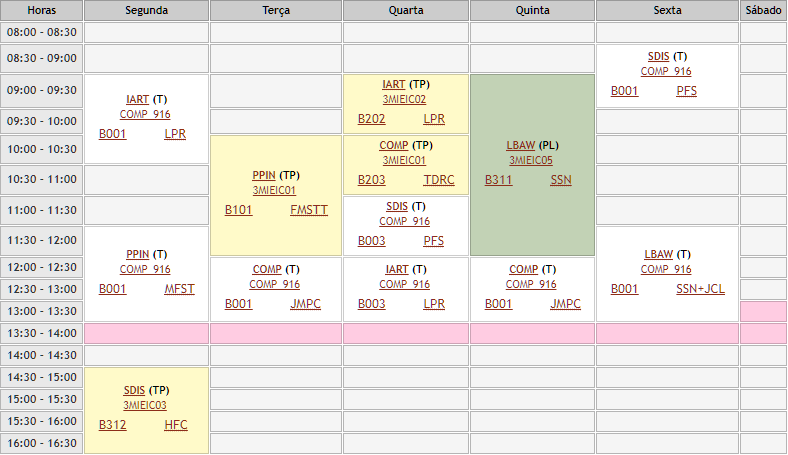 Horas Segunda Terça Quarta Quinta Sexta Sábado
08:00 - 08:30
08:30 - 09:00
SDIS (T)
COMP_916
B001 PFS
09:00 - 09:30
IART (T)
COMP_916
B001 LPR
IART (TP)
3MIEIC02
B202 LPR
LBAW (PL)
3MIEIC05
B311 SSN
09:30 - 10:00
10:00 - 10:30
PPIN (TP)
3MIEIC01
B101 FMSTT
COMP (TP)
3MIEIC01
B203 TDRC
10:30 - 11:00
11:00 - 11:30
SDIS (T)
COMP_916
B003 PFS
11:30 - 12:00
PPIN (T)
COMP_916
B001 MFST
LBAW (T)
COMP_916
B001 SSN+JCL
12:00 - 12:30
COMP (T)
COMP_916
B001 JMPC
IART (T)
COMP_916
B003 LPR
COMP (T)
COMP_916
B001 JMPC
12:30 - 13:00
13:00 - 13:30
13:30 - 14:00
14:00 - 14:30
14:30 - 15:00
SDIS (TP)
3MIEIC03
B312 HFC
15:00 - 15:30
15:30 - 16:00
16:00 - 16:30